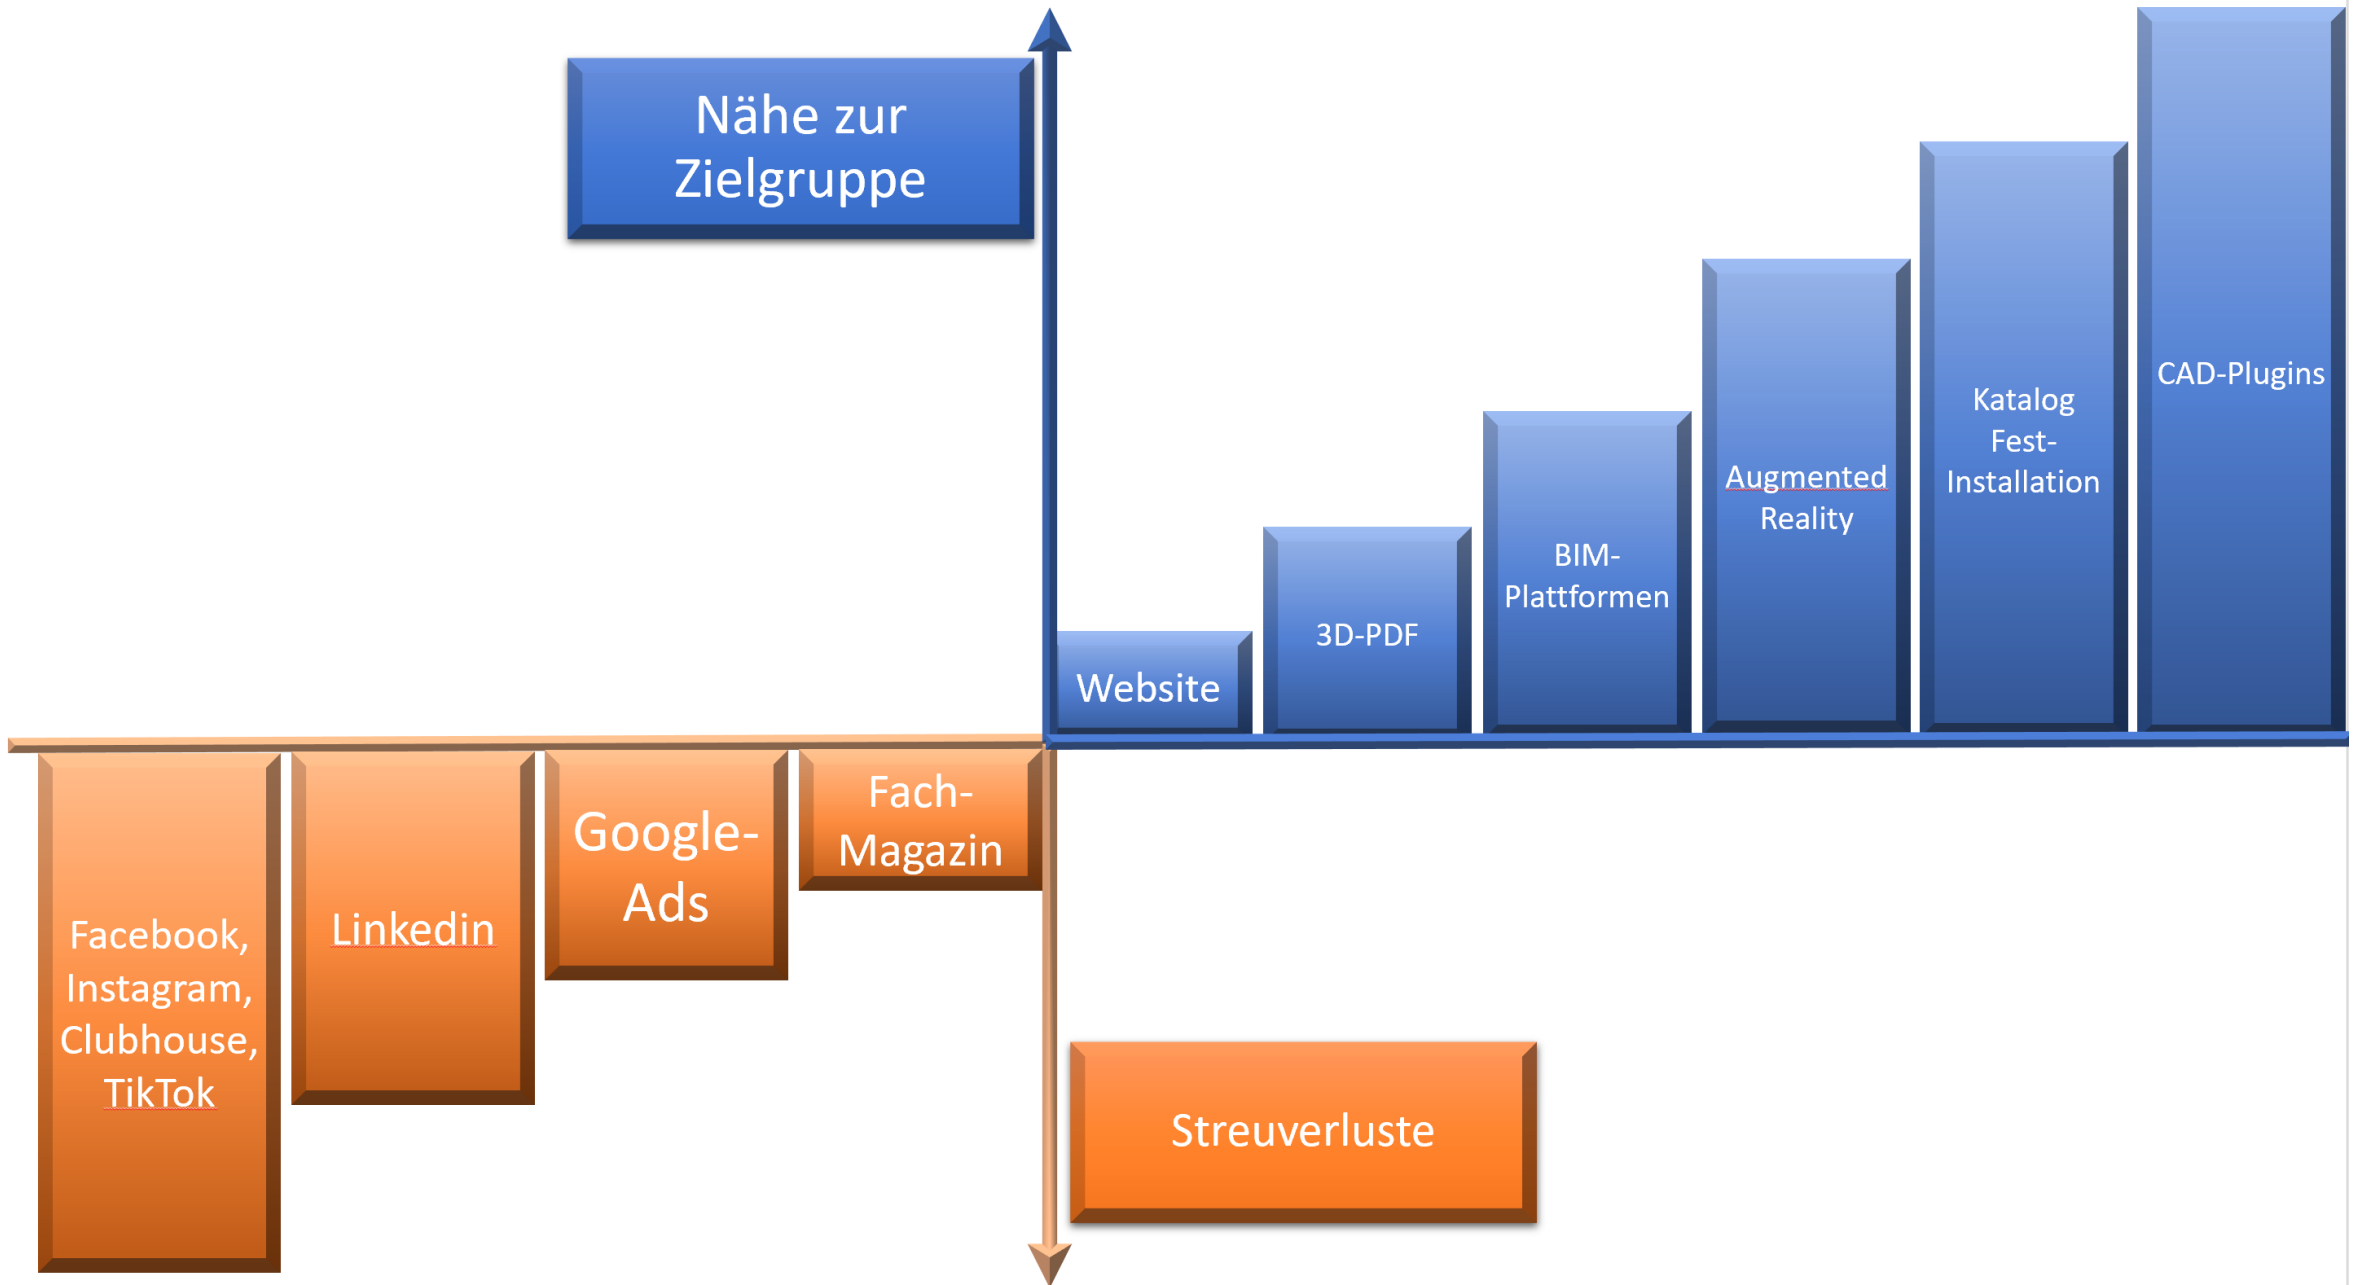 Nähe zur
Zielgruppe
CAD-Plugins
Katalog
Fest-
Installation
Augmented
Reality
BIM-
Plattformen
3D-PDF
Website
Fach-
Magazin
Google-
Ads
Linkedin
Facebook,
Instagram,
Clubhouse,
TikTok
Streuverluste